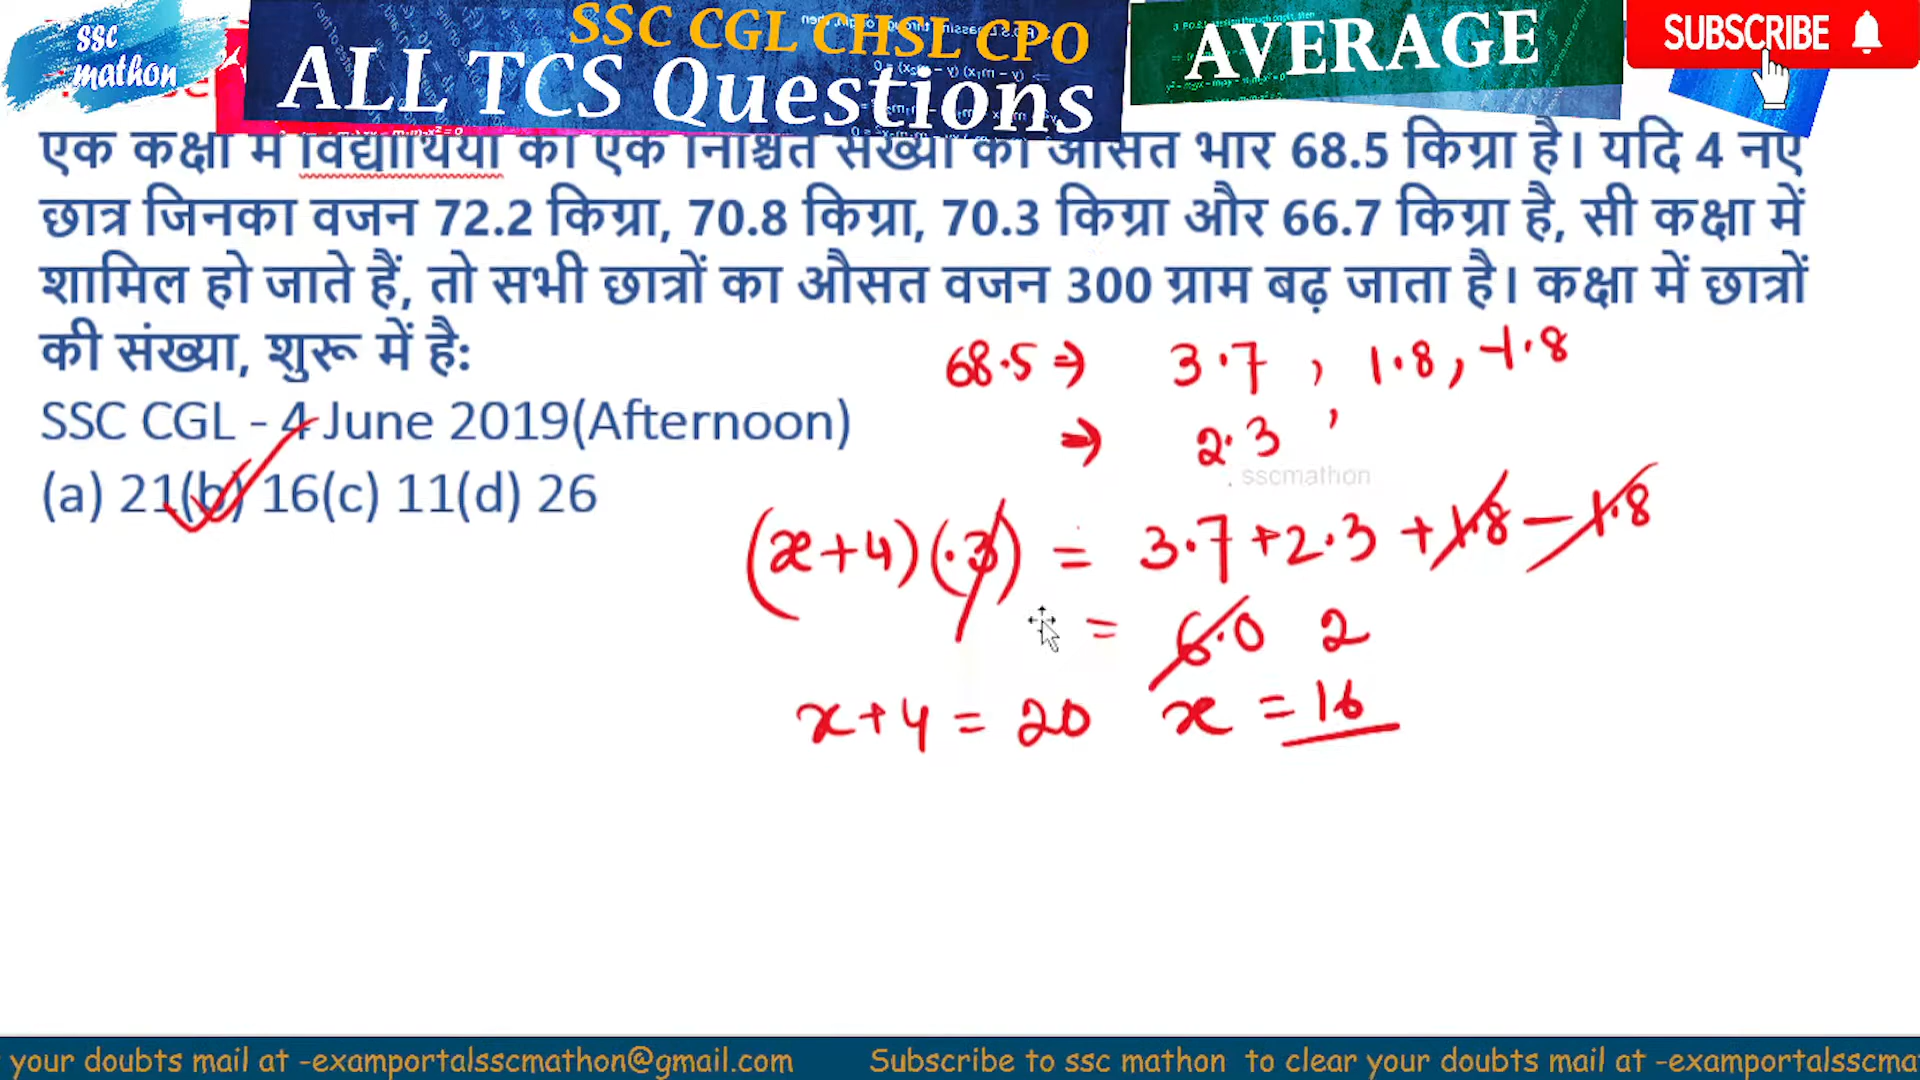 ssc
mathon
SSC CGL CHSL CPO
ALL TCS Questions
AVERAGE
SUBSCRIBE
एक कक्षा में विद्यार्थियों की एक निश्चित संख्या का औसत भार 68.5 किग्रा है। यदि 4 नए
छात्र जिनका वजन 72.2 किग्रा, 70.8 किग्रा, 70.3 किग्रा और 66.7 किग्रा है, सी कक्षा में
शामिल हो जाते हैं, तो सभी छात्रों का औसत वजन 300 ग्राम बढ़ जाता है। कक्षा में छात्रों
की संख्या, शुरू में है:
68.5 ⇒ 3.7 , 1.8 , -1.8
⇒ 2.3 ,
SSC CGL - 4 June 2019(Afternoon)
sscmathon
(a) 21(b) 16(c) 11(d) 26
(x+4)(.3) = 3.7+2.3+1.8-1.8
= 6.0 2
x+4 = 20 x = 16
your doubts mail at -examportalsscmathon@gmail.com Subscribe to ssc mathon to clear your doubts mail at -examportalsscma